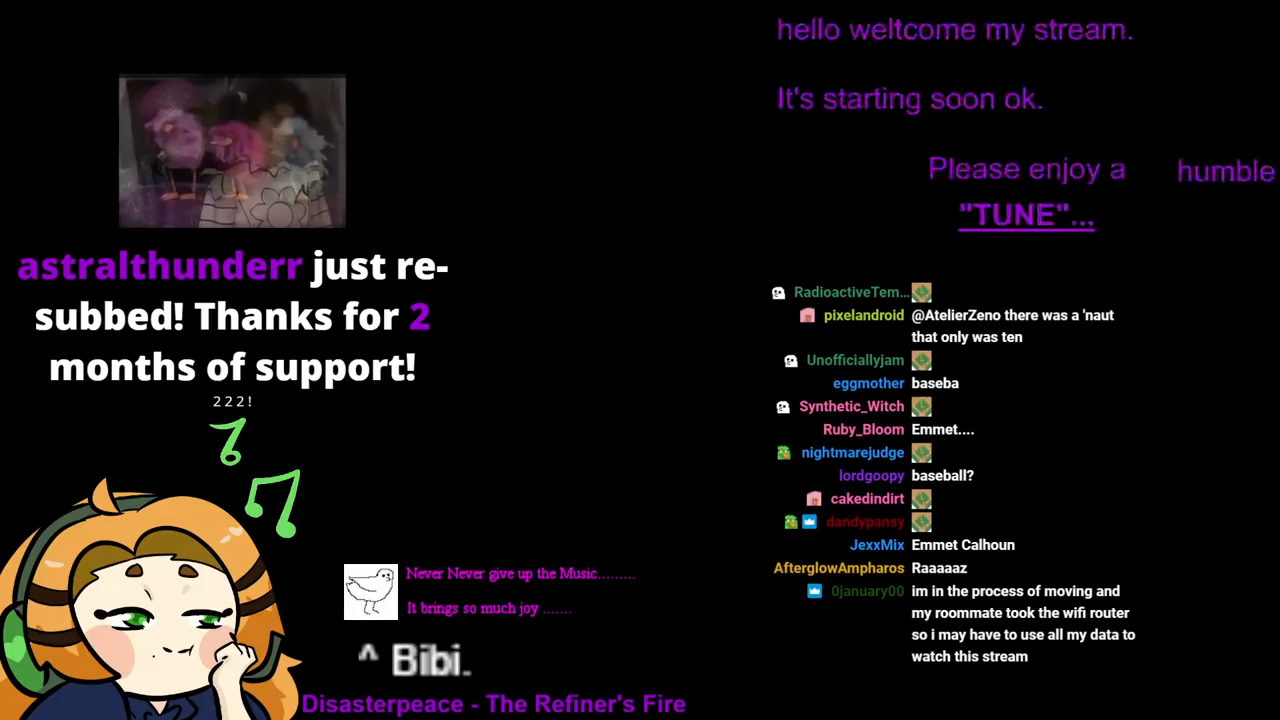 hello weltcome my stream.
It's starting soon ok.
Please enjoy a humble
"TUNE"...
astralthunderr just re-
subbed! Thanks for 2
months of support!
222!
RadioactiveTem...
pixelandroid @AtelierZeno there was a 'naut
that only was ten
Unofficiallyjam
eggmother baseba
Synthetic_Witch
Ruby_Bloom Emmet....
nightmarejudge
lordgoopy baseball?
cakedindirt
dandypansy
JexxMix Emmet Calhoun
AfterglowAmpharos Raaaaaz
0january00 im in the process of moving and
my roommate took the wifi router
so i may have to use all my data to
watch this stream
Never Never give up the Music.........
It brings so much joy .......
^ Bibi.
Disasterpeace - The Refiner's Fire